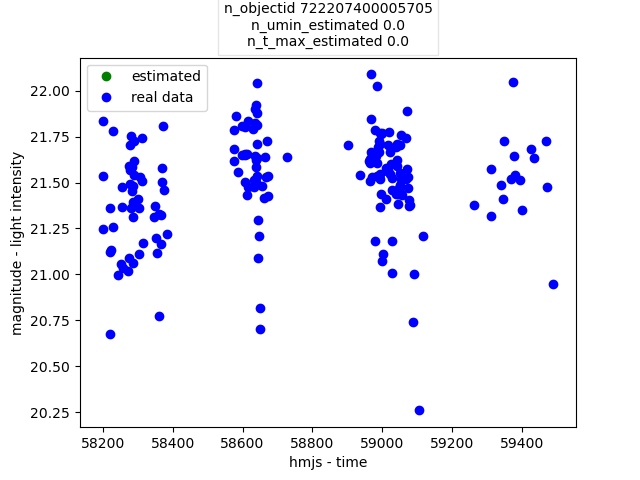 n_objectid 722207400005705
n_umin_estimated 0.0
n_t_max_estimated 0.0
estimated
real data
magnitude - light intensity
22.00
21.75
21.50
21.25
21.00
20.75
20.50
20.25
58200 58400 58600 58800 59000 59200 59400
hmjs - time